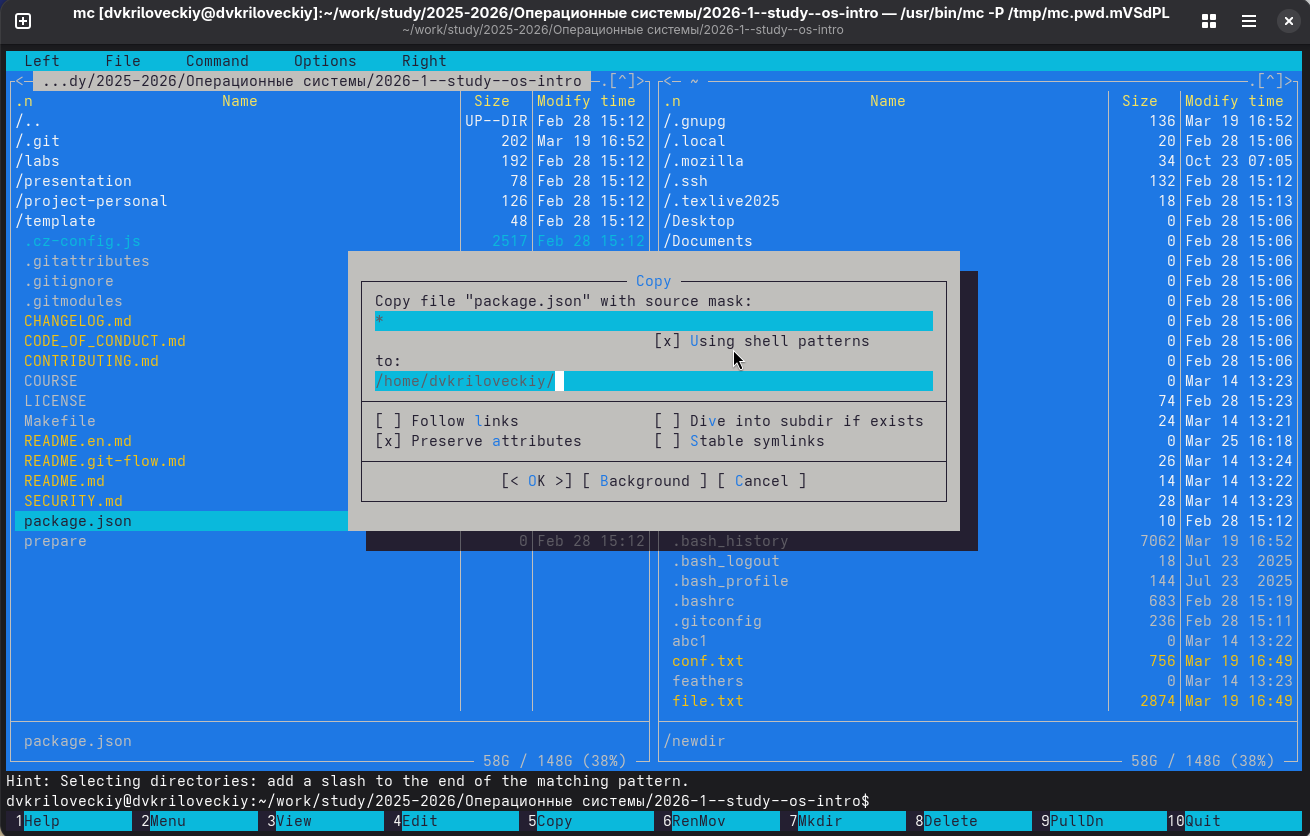 mc [dvkriloveckiy@dvkriloveckiy]:~/work/study/2025-2026/Операционные системы/2026-1--study--os-intro — /usr/bin/mc -P /tmp/mc.pwd.mVSdPL
~/work/study/2025-2026/Операционные системы/2026-1--study--os-intro
Left File Command Options Right
<— ...dy/2025-2026/Операционные системы/2026-1--study--os-intro .[^]> <— ~ .[^]>
.n Name Size Modify time .n Name Size Modify time
/.. UP--DIR Feb 28 15:12 /.gnupg 136 Mar 19 16:52
/.git 202 Mar 19 16:52 /.local 20 Feb 28 15:06
/labs 192 Feb 28 15:12 /.mozilla 34 Oct 23 07:05
/presentation 78 Feb 28 15:12 /.ssh 132 Feb 28 15:12
/project-personal 126 Feb 28 15:12 /.texlive2025 18 Feb 28 15:13
/template 48 Feb 28 15:12 /Desktop 0 Feb 28 15:06
.cz-config.js 2517 Feb 28 15:12 /Documents 0 Feb 28 15:06
.gitattributes 0 Feb 28 15:06
.gitignore Copy 0 Feb 28 15:06
.gitmodules Copy file "package.json" with source mask: 0 Feb 28 15:06
CHANGELOG.md * 0 Feb 28 15:06
CODE_OF_CONDUCT.md [x] Using shell patterns 0 Feb 28 15:06
CONTRIBUTING.md to: 0 Feb 28 15:06
COURSE /home/dvkriloveckiy/ 0 Mar 14 13:23
LICENSE 74 Feb 28 15:23
Makefile [ ] Follow links [ ] Dive into subdir if exists 24 Mar 14 13:21
README.en.md [x] Preserve attributes [ ] Stable symlinks 0 Mar 25 16:18
README.git-flow.md 26 Mar 14 13:24
README.md [< OK >] [ Background ] [ Cancel ] 14 Mar 14 13:22
SECURITY.md 28 Mar 14 13:23
package.json 10 Feb 28 15:12
prepare 0 Feb 28 15:12 .bash_history 7062 Mar 19 16:52
.bash_logout 18 Jul 23 2025
.bash_profile 144 Jul 23 2025
.bashrc 683 Feb 28 15:19
.gitconfig 236 Feb 28 15:11
abc1 0 Mar 14 13:22
conf.txt 756 Mar 19 16:49
feathers 0 Mar 14 13:23
file.txt 2874 Mar 19 16:49
package.json /newdir
58G / 148G (38%) 58G / 148G (38%)
Hint: Selecting directories: add a slash to the end of the matching pattern.
dvkriloveckiy@dvkriloveckiy:~/work/study/2025-2026/Операционные системы/2026-1--study--os-intro$
1Help 2Menu 3View 4Edit 5Copy 6RenMov 7Mkdir 8Delete 9PullDn 10Quit